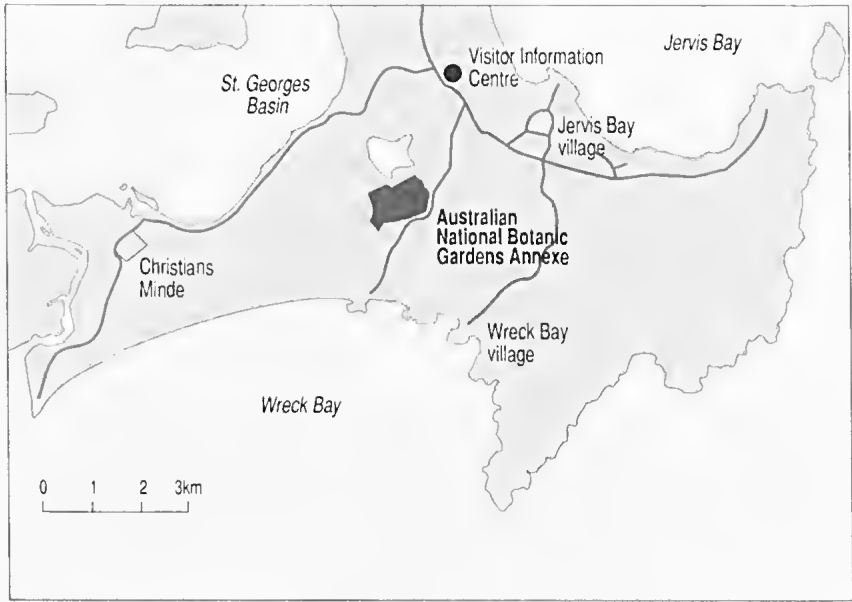 Visitor Information
Centre
Jervis Bay
St. Georges
Basin
Jervis Bay
village
Australian
National Botanic
Gardens Annexe
Christians
Minde
Wreck Bay
village
Wreck Bay
0 1 2 3km